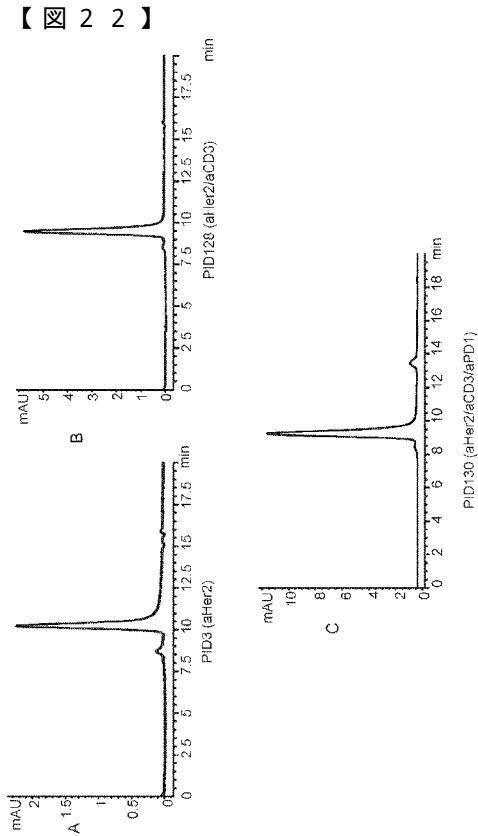 【図２２】
A
mAU
2
1.5
1
0.5
0
0 2.5 5 7.5 10 12.5 15 17.5 min
PID3 (aHer2)
B
mAU
5
4
3
2
1
0
0 2.5 5 7.5 10 12.5 15 17.5 min
PID128 (aHer2/aCD3)
C
mAU
10
8
6
4
2
0
0 2 4 6 8 10 12 14 16 18 min
PID130 (aHer2/aCD3/aPD1)